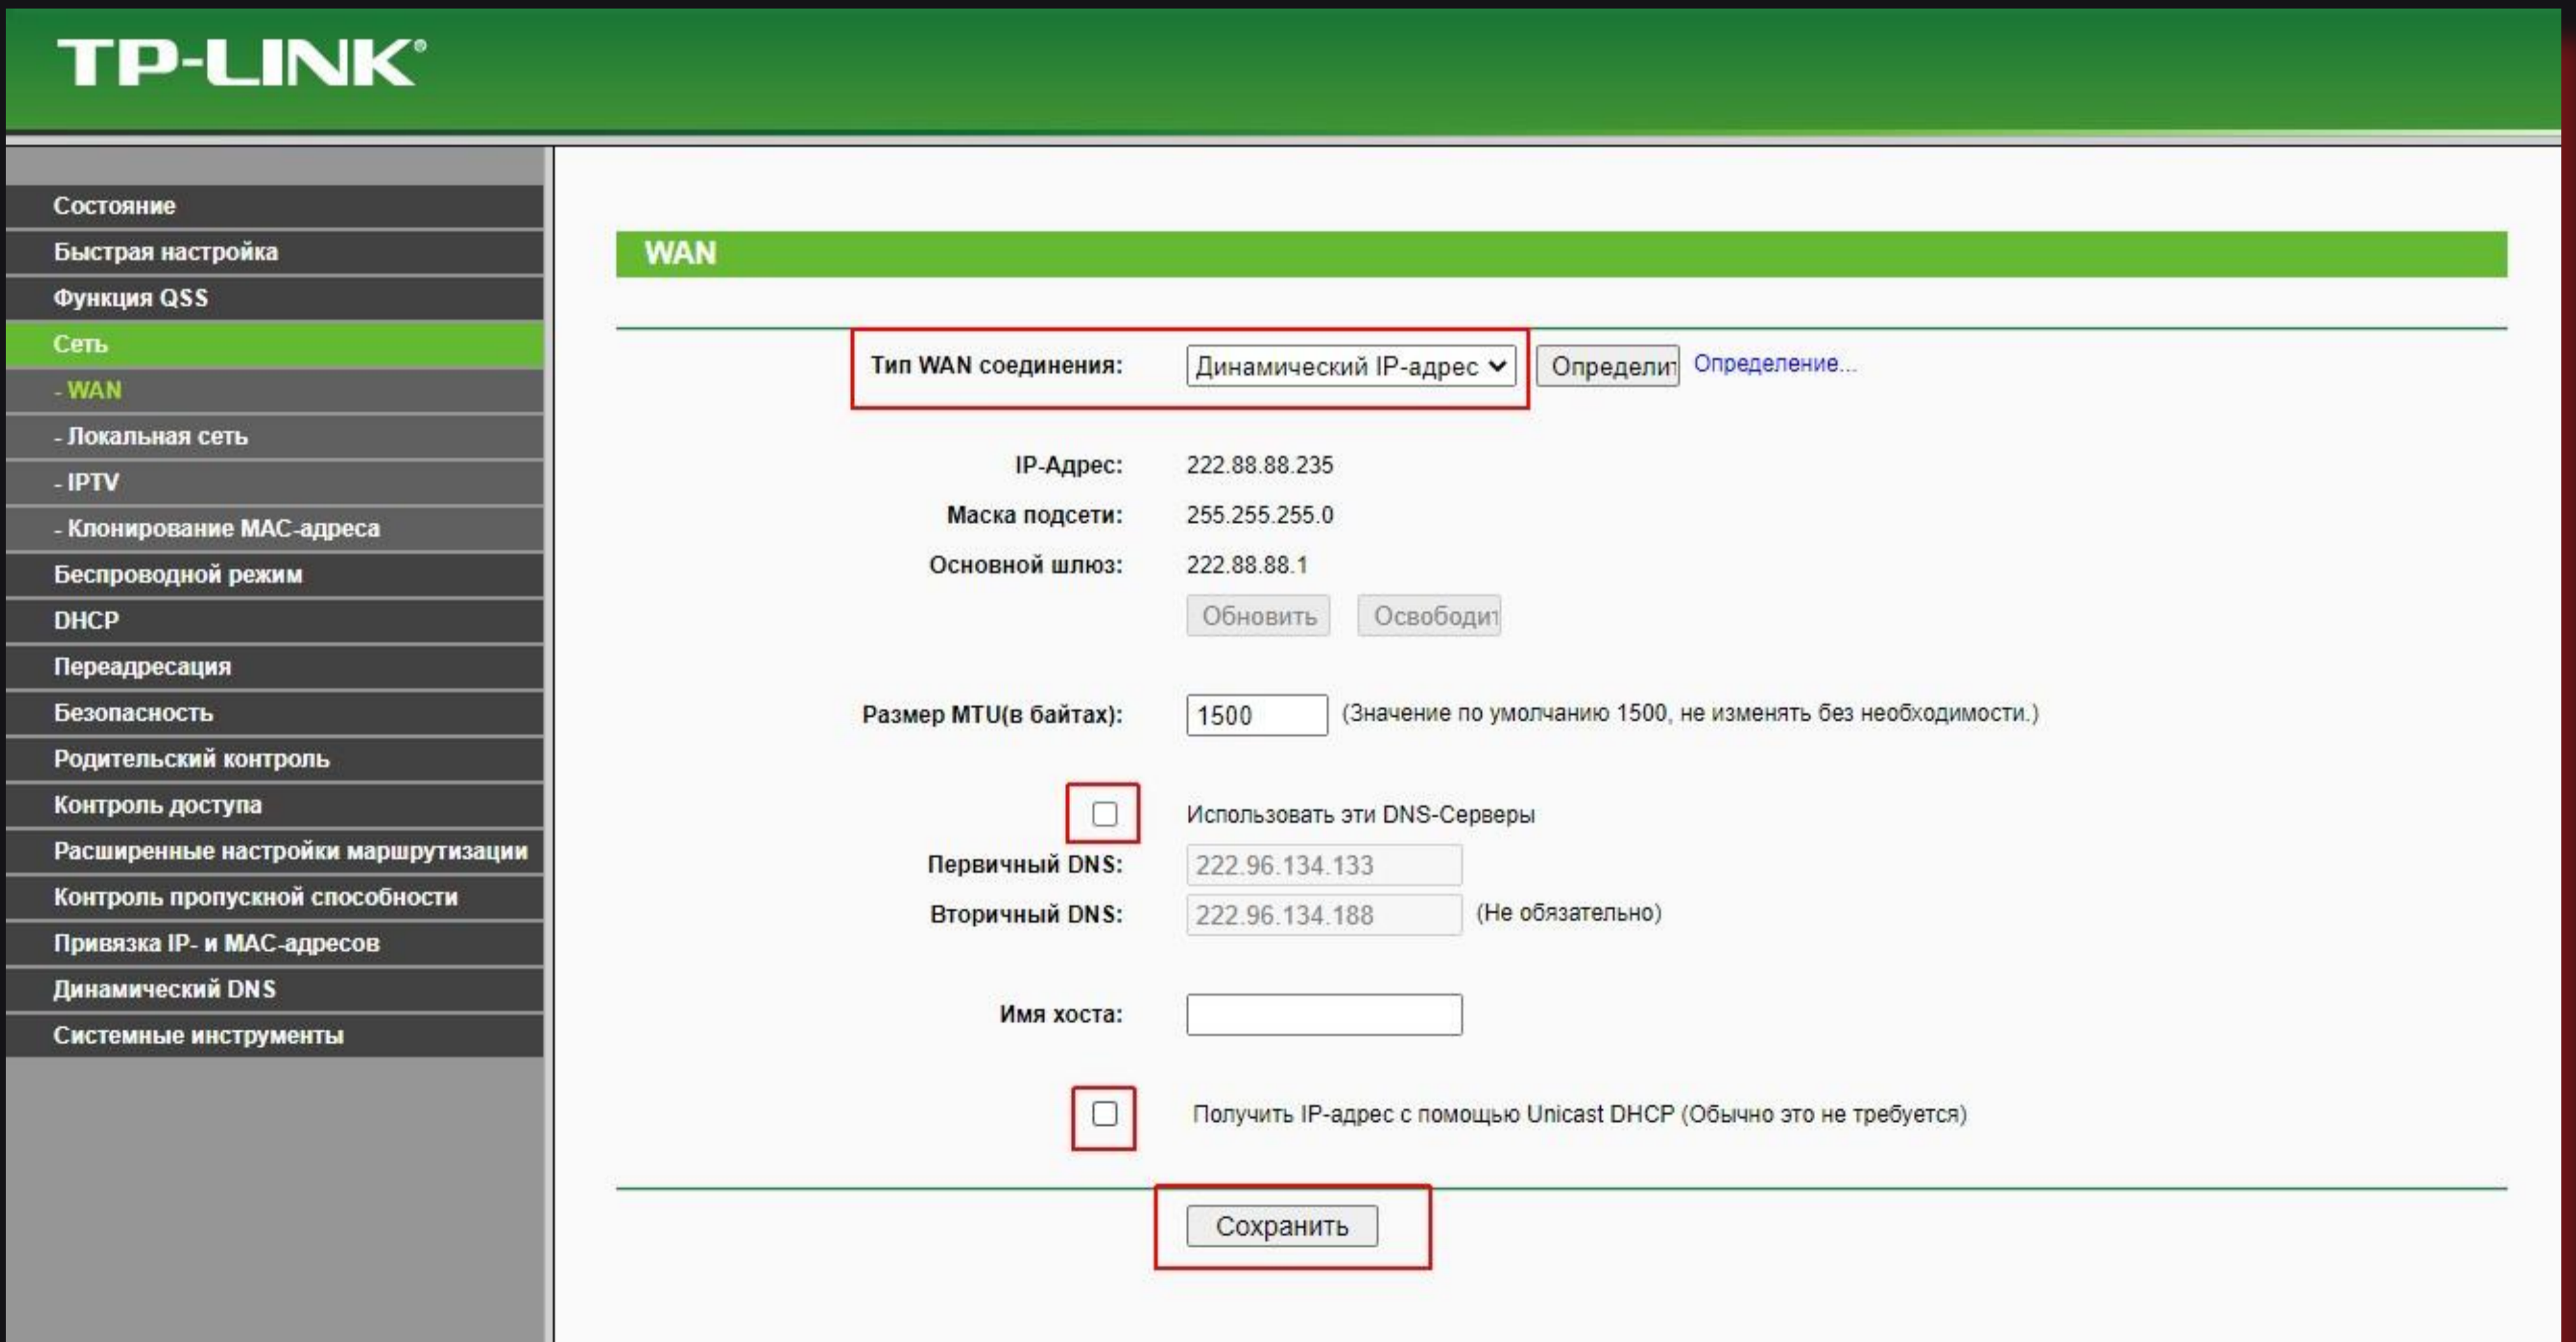 TP-LINK®
Состояние
Быстрая настройка
Функция QSS
Сеть
- WAN
- Локальная сеть
- IPTV
- Клонирование MAC-адреса
Беспроводной режим
DHCP
Переадресация
Безопасность
Родительский контроль
Контроль доступа
Расширенные настройки маршрутизации
Контроль пропускной способности
Привязка IP- и MAC-адресов
Динамический DNS
Системные инструменты
WAN
Тип WAN соединения: Динамический IP-адрес Определит Определение...
IP-Адрес: 222.88.88.235
Маска подсети: 255.255.255.0
Основной шлюз: 222.88.88.1
Обновить Освободит
Размер MTU(в байтах): 1500 (Значение по умолчанию 1500, не изменять без необходимости.)
Использовать эти DNS-Серверы
Первичный DNS: 222.96.134.133
Вторичный DNS: 222.96.134.188 (Не обязательно)
Имя хоста:
Получить IP-адрес с помощью Unicast DHCP (Обычно это не требуется)
Сохранить